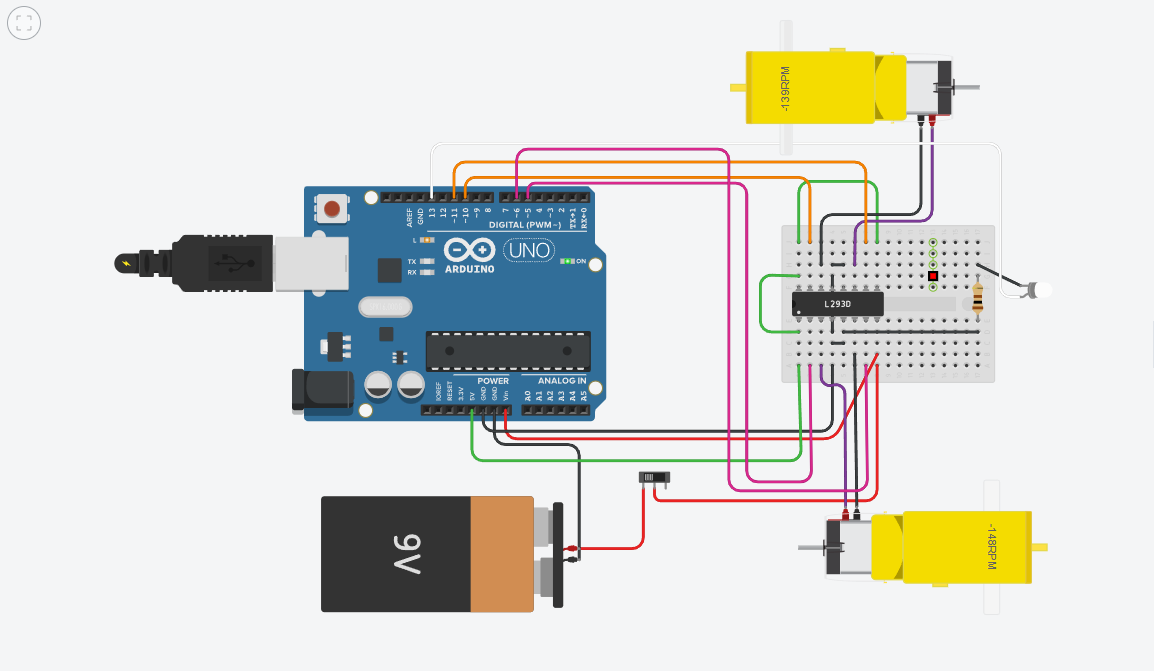 -139RPM
AREF
GND
13
12
~11
~10
~9
8
7
~6
~5
4
~3
2
TX→1
RX←0
DIGITAL (PWM~)
L
TX
RX
ARDUINO
UNO
ON
L293D
POWER
ANALOG IN
IOREF
RESET
3.3V
5V
GND
GND
Vin
A0
A1
A2
A3
A4
A5
9V
-148RPM